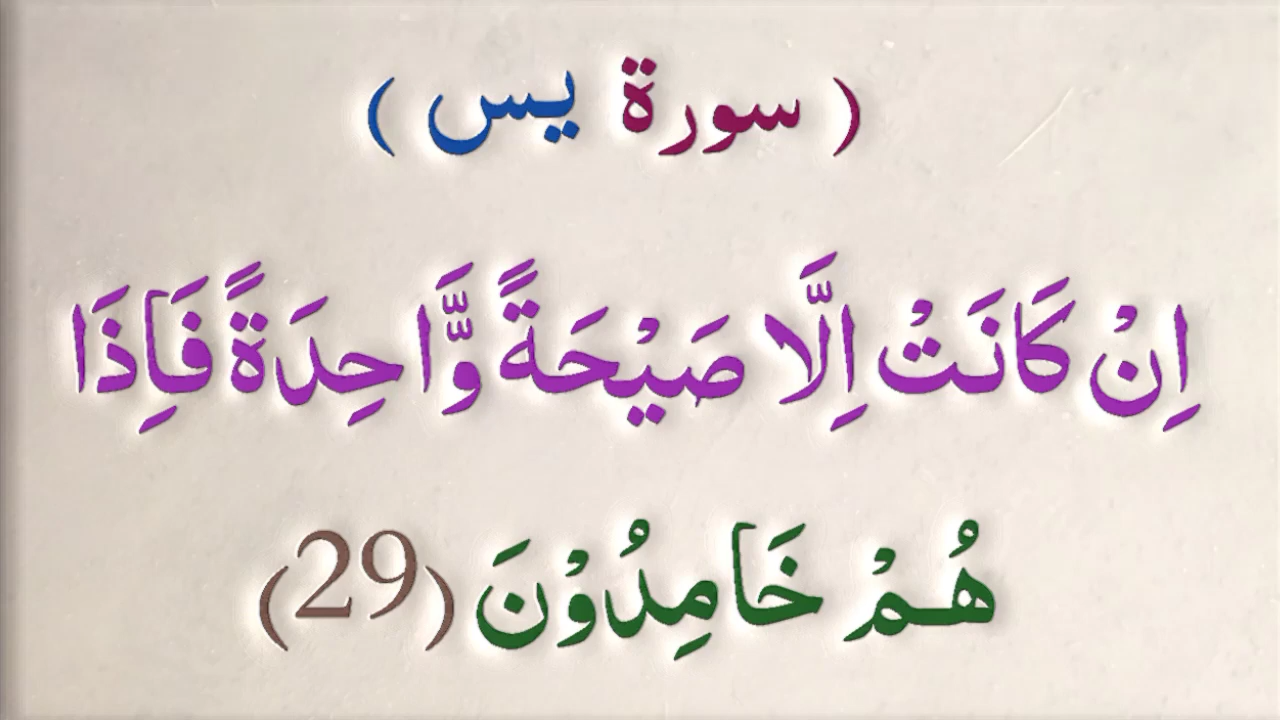 ( سورة يس )
اِنْ كَانَتْ اِلَّا صَيْحَةً وَّاحِدَةً فَاِذَا
هُمْ خَامِدُوْنَ (29)